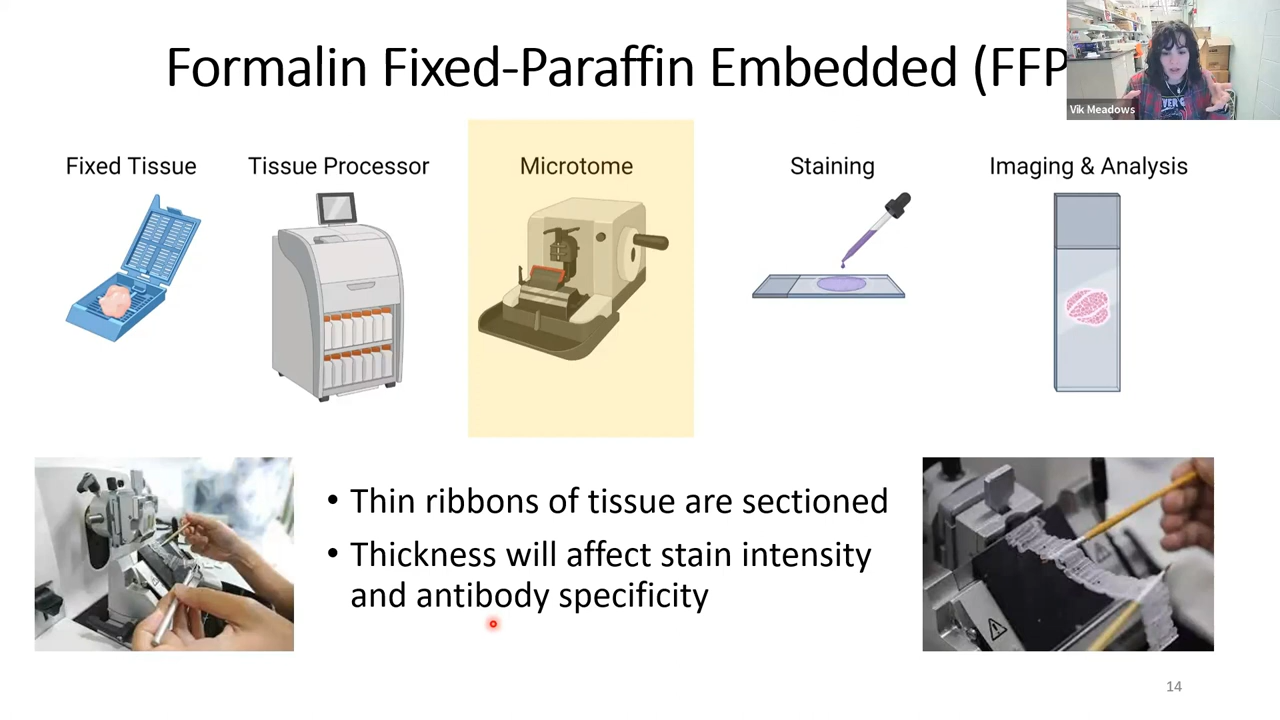 Formalin Fixed-Paraffin Embedded (FFP
Vik Meadows
Fixed Tissue
Tissue Processor
Microtome
Staining
Imaging & Analysis
• Thin ribbons of tissue are sectioned
• Thickness will affect stain intensity
and antibody specificity
14